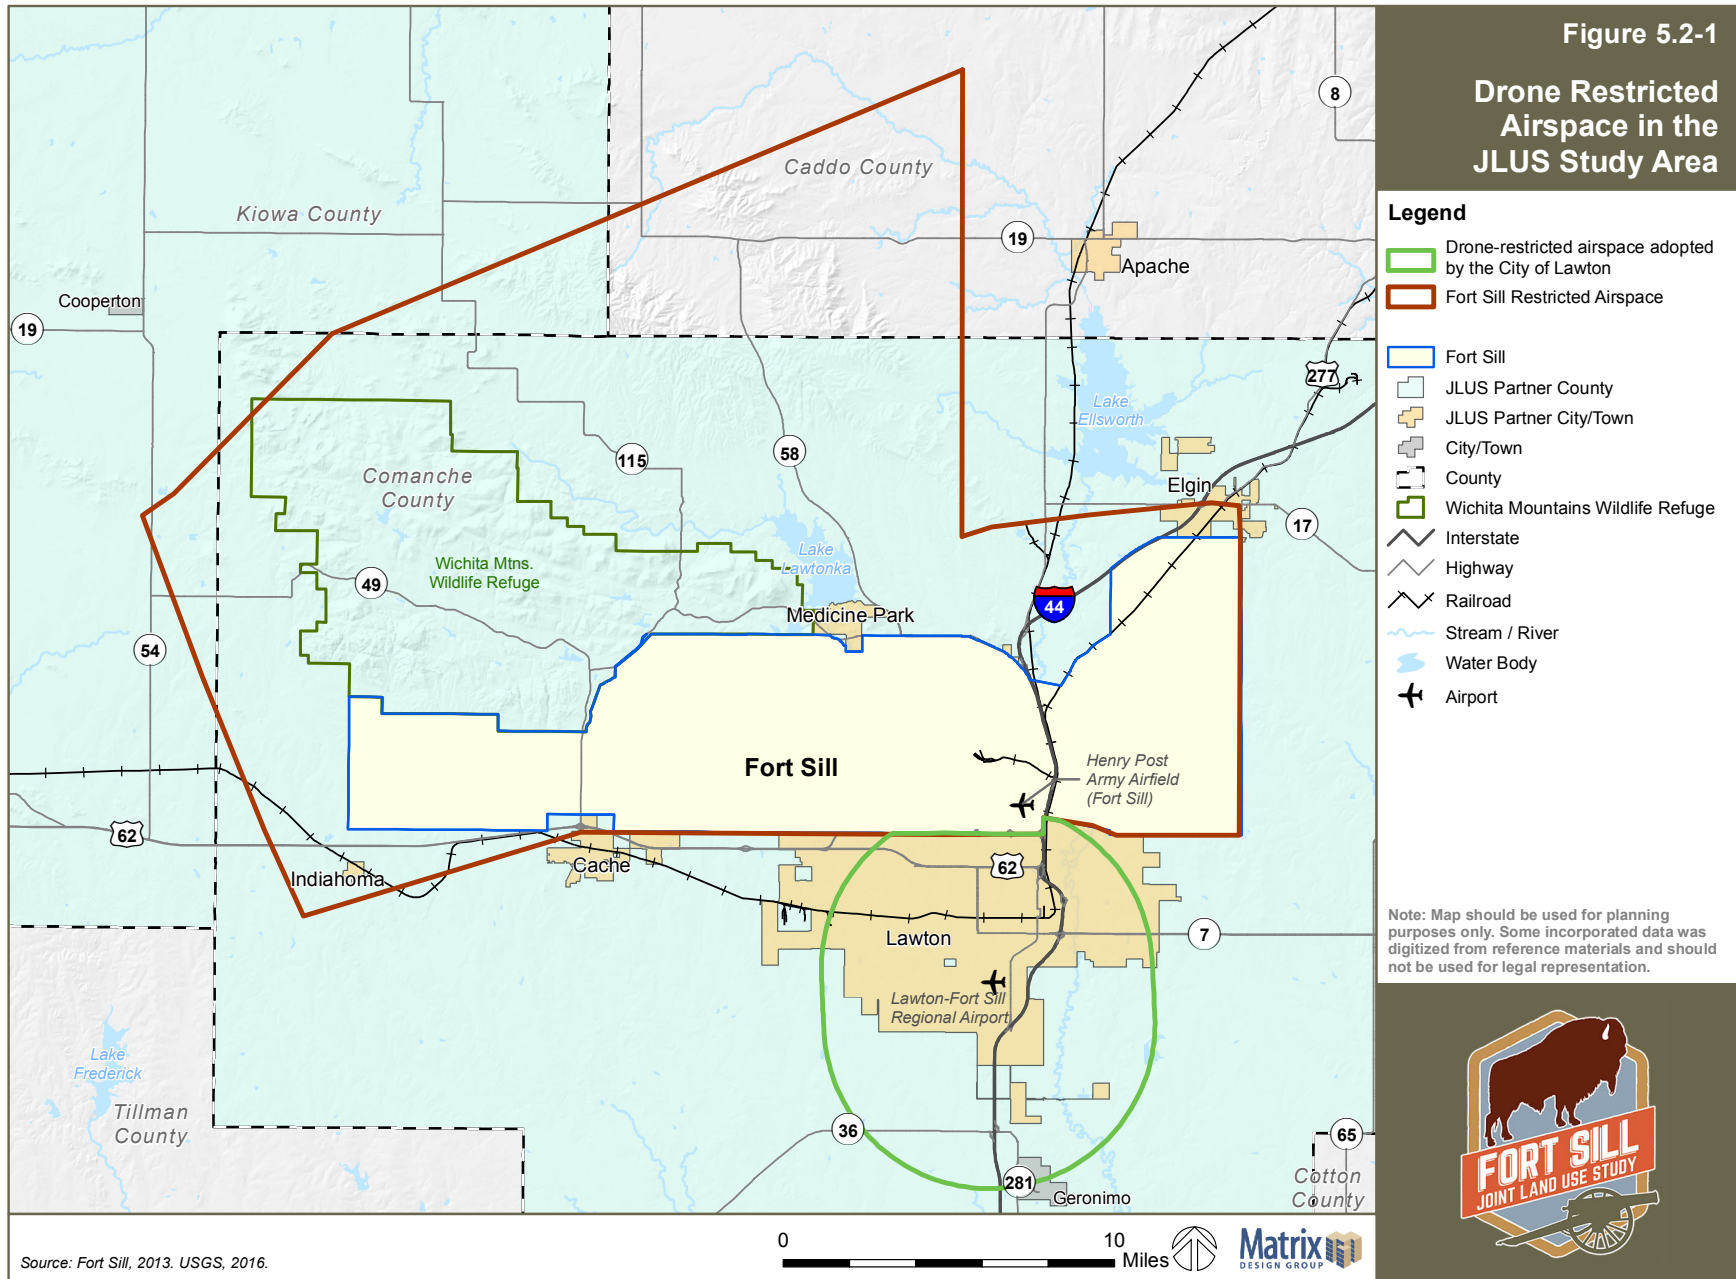 Figure 5.2-1
Drone Restricted
Airspace in the
JLUS Study Area
Legend
Drone-restricted airspace adopted
by the City of Lawton
Fort Sill Restricted Airspace
Fort Sill
JLUS Partner County
JLUS Partner City/Town
City/Town
County
Wichita Mountains Wildlife Refuge
Interstate
Highway
Railroad
Stream / River
Water Body
Airport
Note: Map should be used for planning
purposes only. Some incorporated data was
digitized from reference materials and should
not be used for legal representation.
FORT SILL
JOINT LAND USE STUDY
8
Caddo County
Kiowa County
19
Apache
Cooperton
19
277
Lake
Ellsworth
58
115
Comanche
County
Elgin
17
Lake
Lawtonka
Wichita Mtns.
Wildlife Refuge
49
44
Medicine Park
54
Fort Sill
Henry Post
Army Airfield
(Fort Sill)
62
62
Cache
Indiahoma
Lawton
7
Lawton-Fort Sill
Regional Airport
Lake
Frederick
Tillman
County
36
65
281
Cotton
County
Geronimo
Source: Fort Sill, 2013. USGS, 2016.
0
10
Miles
Matrix
DESIGN GROUP